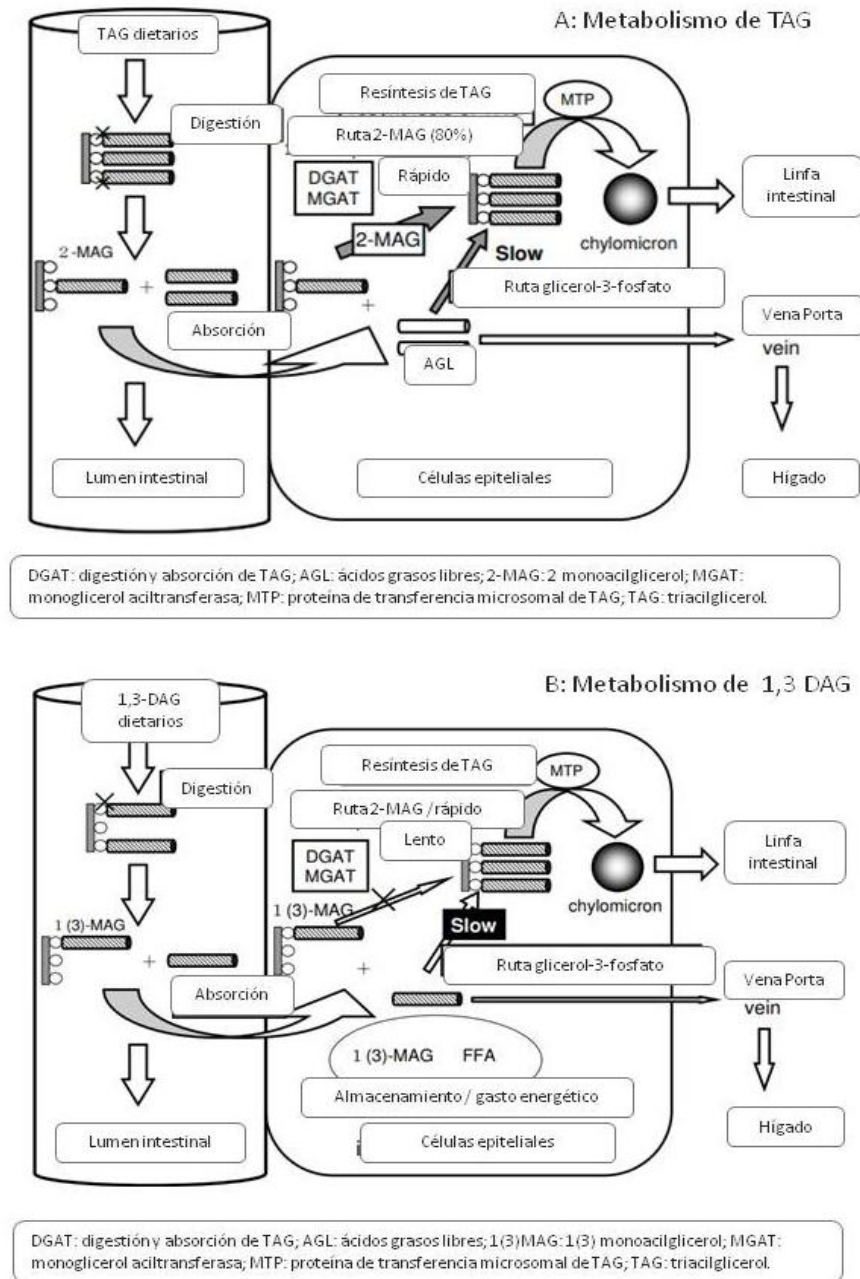 A: Metabolismo de TAG
TAG dietarios
Digestión
2-MAG
+
Absorción
Lumen intestinal
Resíntesis de TAG
MTP
Ruta 2-MAG (80%)
DGAT
MGAT
Rápido
2-MAG
Slow
chylomicron
Linfa
intestinal
+
Ruta glicerol-3-fosfato
AGL
Vena Porta
vein
Células epiteliales
Hígado
DGAT: digestión y absorción de TAG; AGL: ácidos grasos libres; 2-MAG: 2 monoacilglicerol; MGAT:
monoglicerol aciltransferasa; MTP: proteína de transferencia microsomal de TAG; TAG: triacilglicerol.
B: Metabolismo de 1,3 DAG
1,3-DAG
dietarios
Digestión
1 (3)-MAG
+
Absorción
Lumen intestinal
Resíntesis de TAG
MTP
Ruta 2-MAG / rápido
Lento
DGAT
MGAT
1 (3)-MAG
Slow
chylomicron
Linfa
intestinal
+
Ruta glicerol-3-fosfato
Vena Porta
vein
1 (3)-MAG FFA
Almacenamiento / gasto energético
Células epiteliales
Hígado
DGAT: digestión y absorción de TAG; AGL: ácidos grasos libres; 1(3)MAG: 1(3) monoacilglicerol; MGAT:
monoglicerol aciltransferasa; MTP: proteína de transferencia microsomal de TAG; TAG: triacilglicerol.